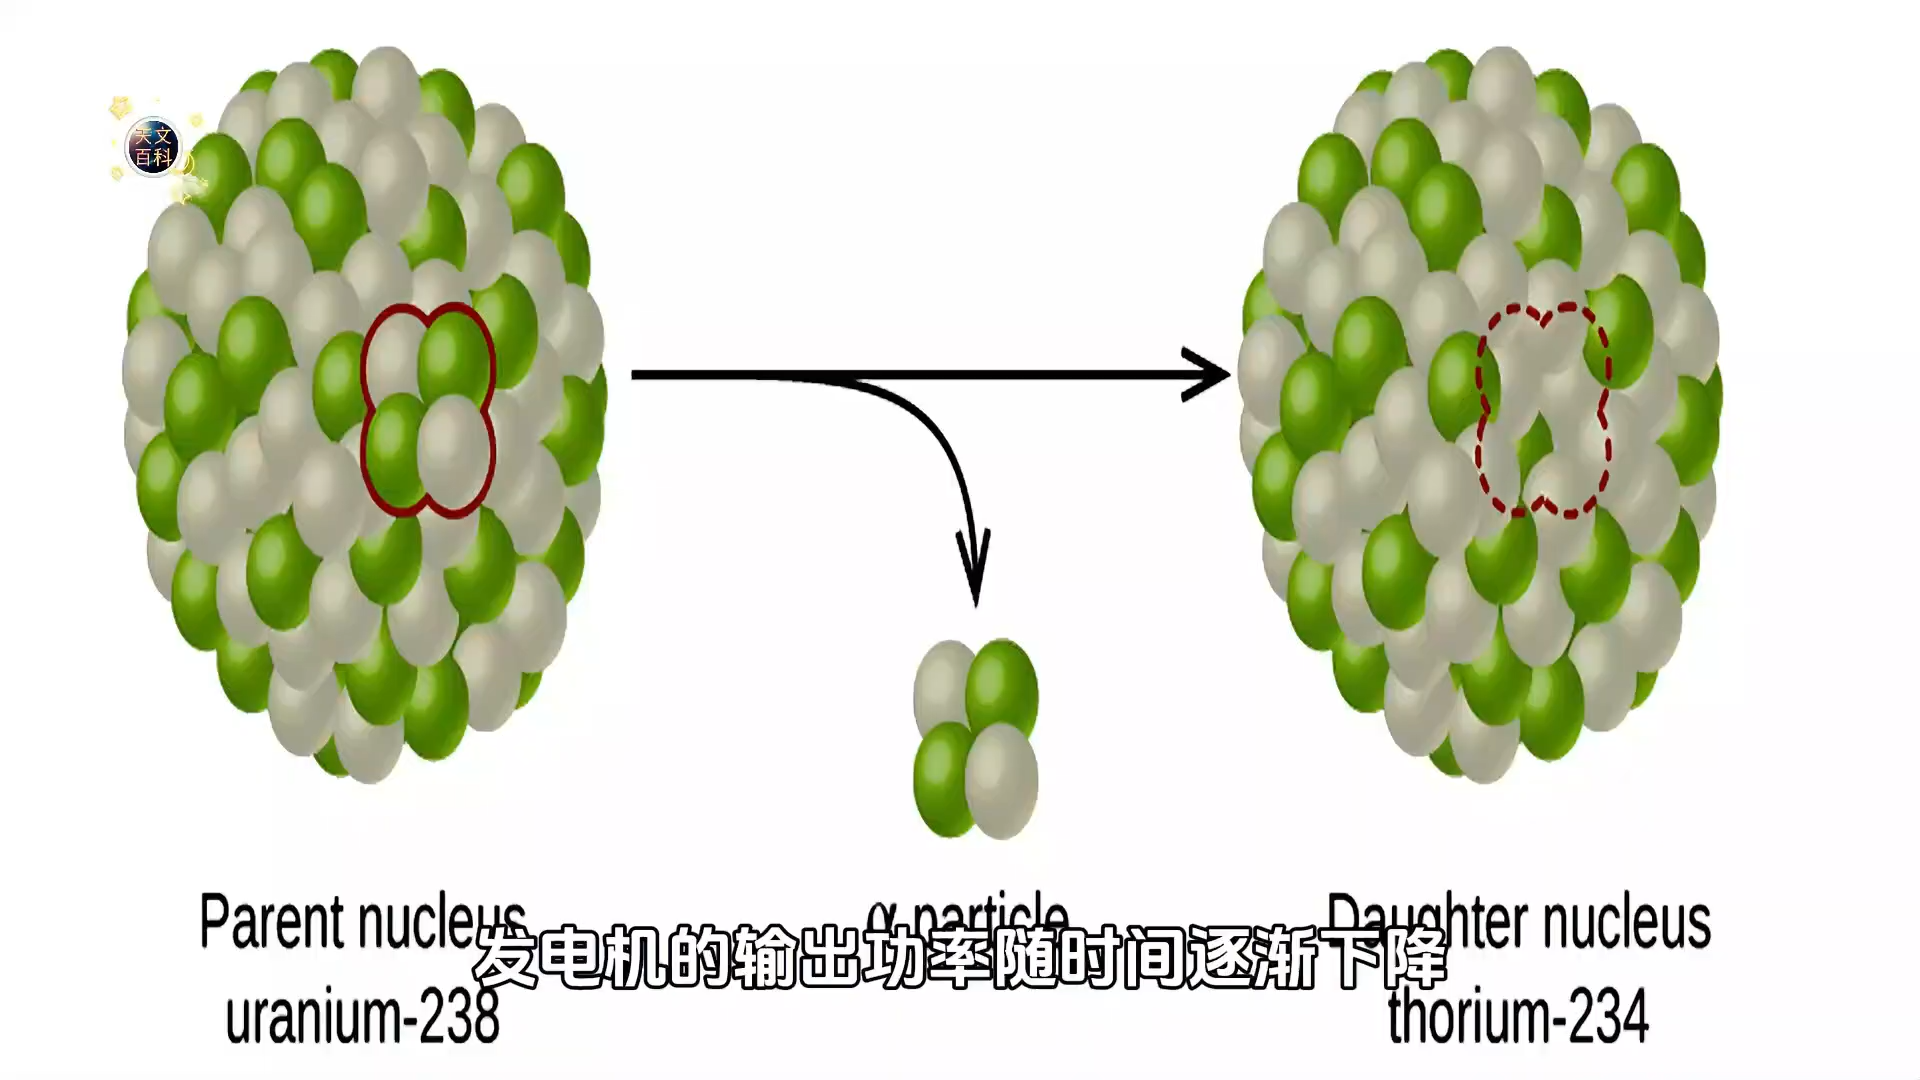 天文
百科
Parent nucleus
uranium-238
α particle
Daughter nucleus
thorium-234
发电机的输出功率随时间逐渐下降